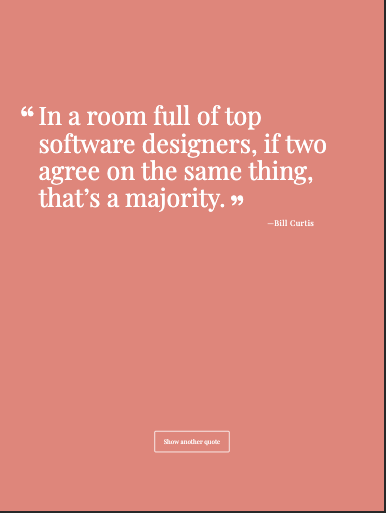 “ In a room full of top
software designers, if two
agree on the same thing,
that’s a majority. ”
—Bill Curtis
Show another quote